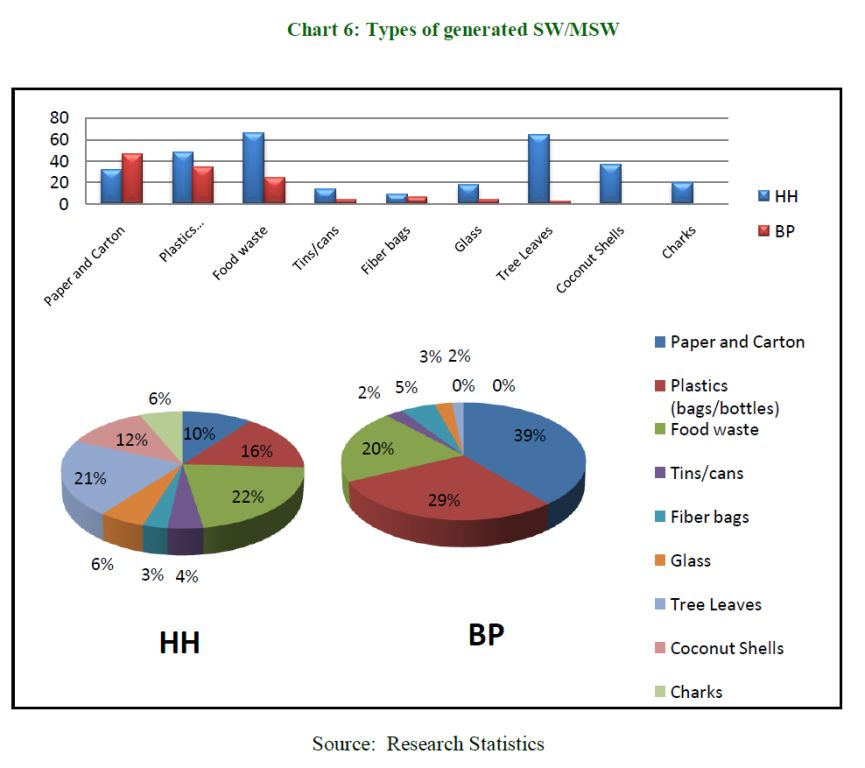 Chart 6: Types of generated SW/MSW
80
60
40
20
0
Paper and Carton
Plastics...
Food waste
Tins/cans
Fiber bags
Glass
Tree Leaves
Coconut Shells
Charks
HH
BP
6%
10%
12%
16%
21%
22%
6%
3%
4%
HH
3%
2%
2%
5%
0%
0%
39%
20%
29%
BP
Paper and Carton
Plastics
(bags/bottles)
Food waste
Tins/cans
Fiber bags
Glass
Tree Leaves
Coconut Shells
Charks
Source: Research Statistics